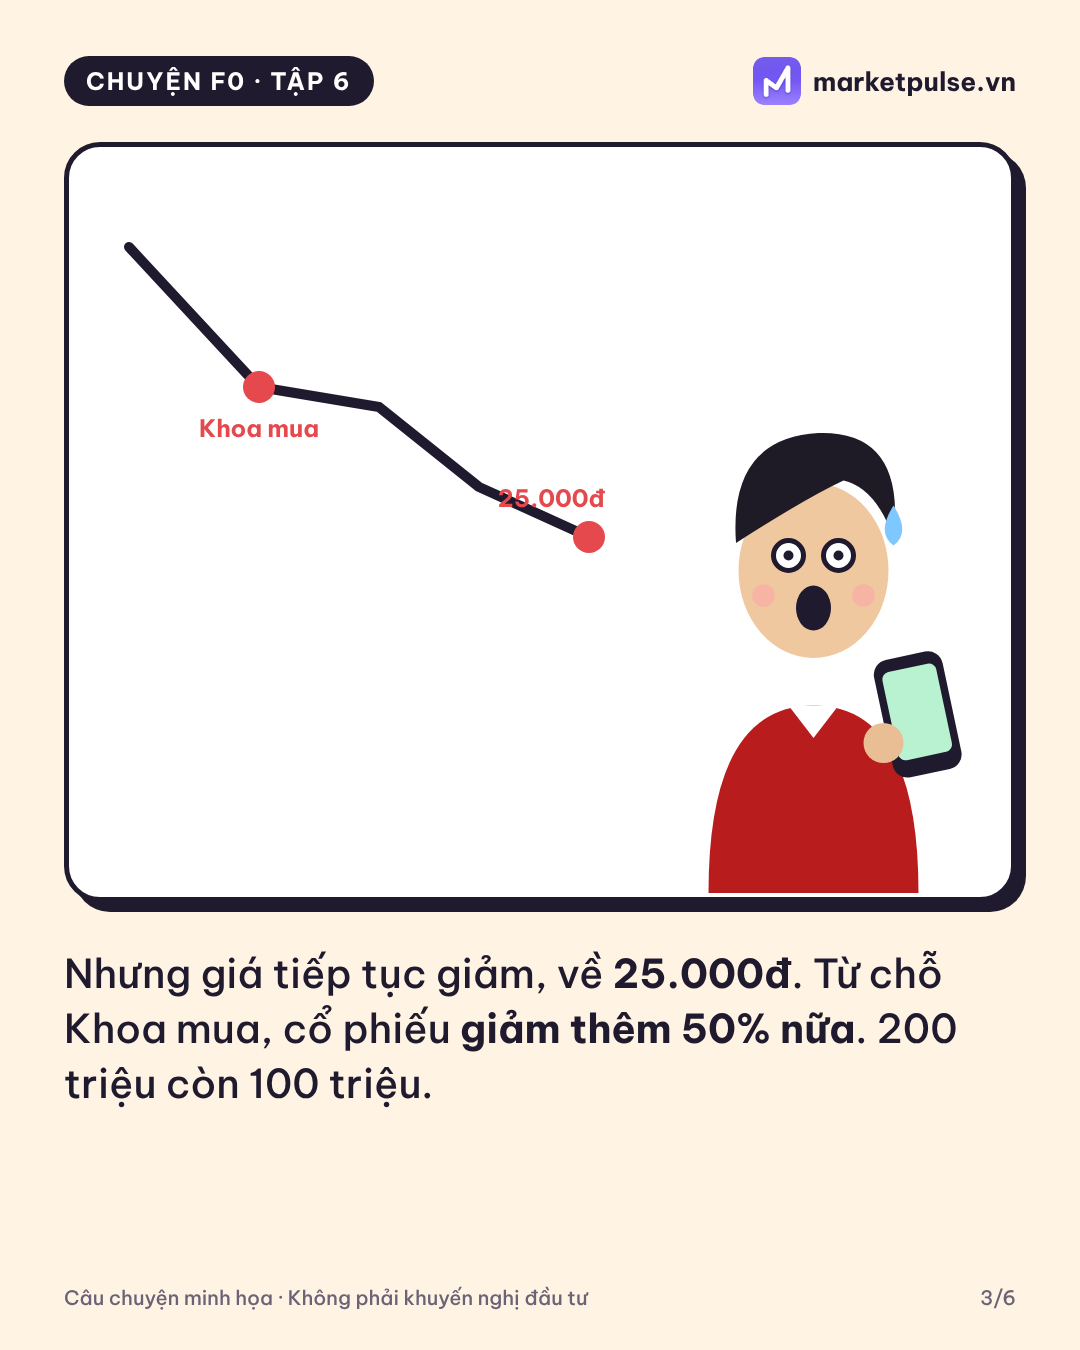 CHUYỆN F0 · TẬP 6
marketpulse.vn
Khoa mua
25.000đ
Nhưng giá tiếp tục giảm, về 25.000đ. Từ chỗ
Khoa mua, cổ phiếu giảm thêm 50% nữa. 200
triệu còn 100 triệu.
Câu chuyện minh họa · Không phải khuyến nghị đầu tư
3/6